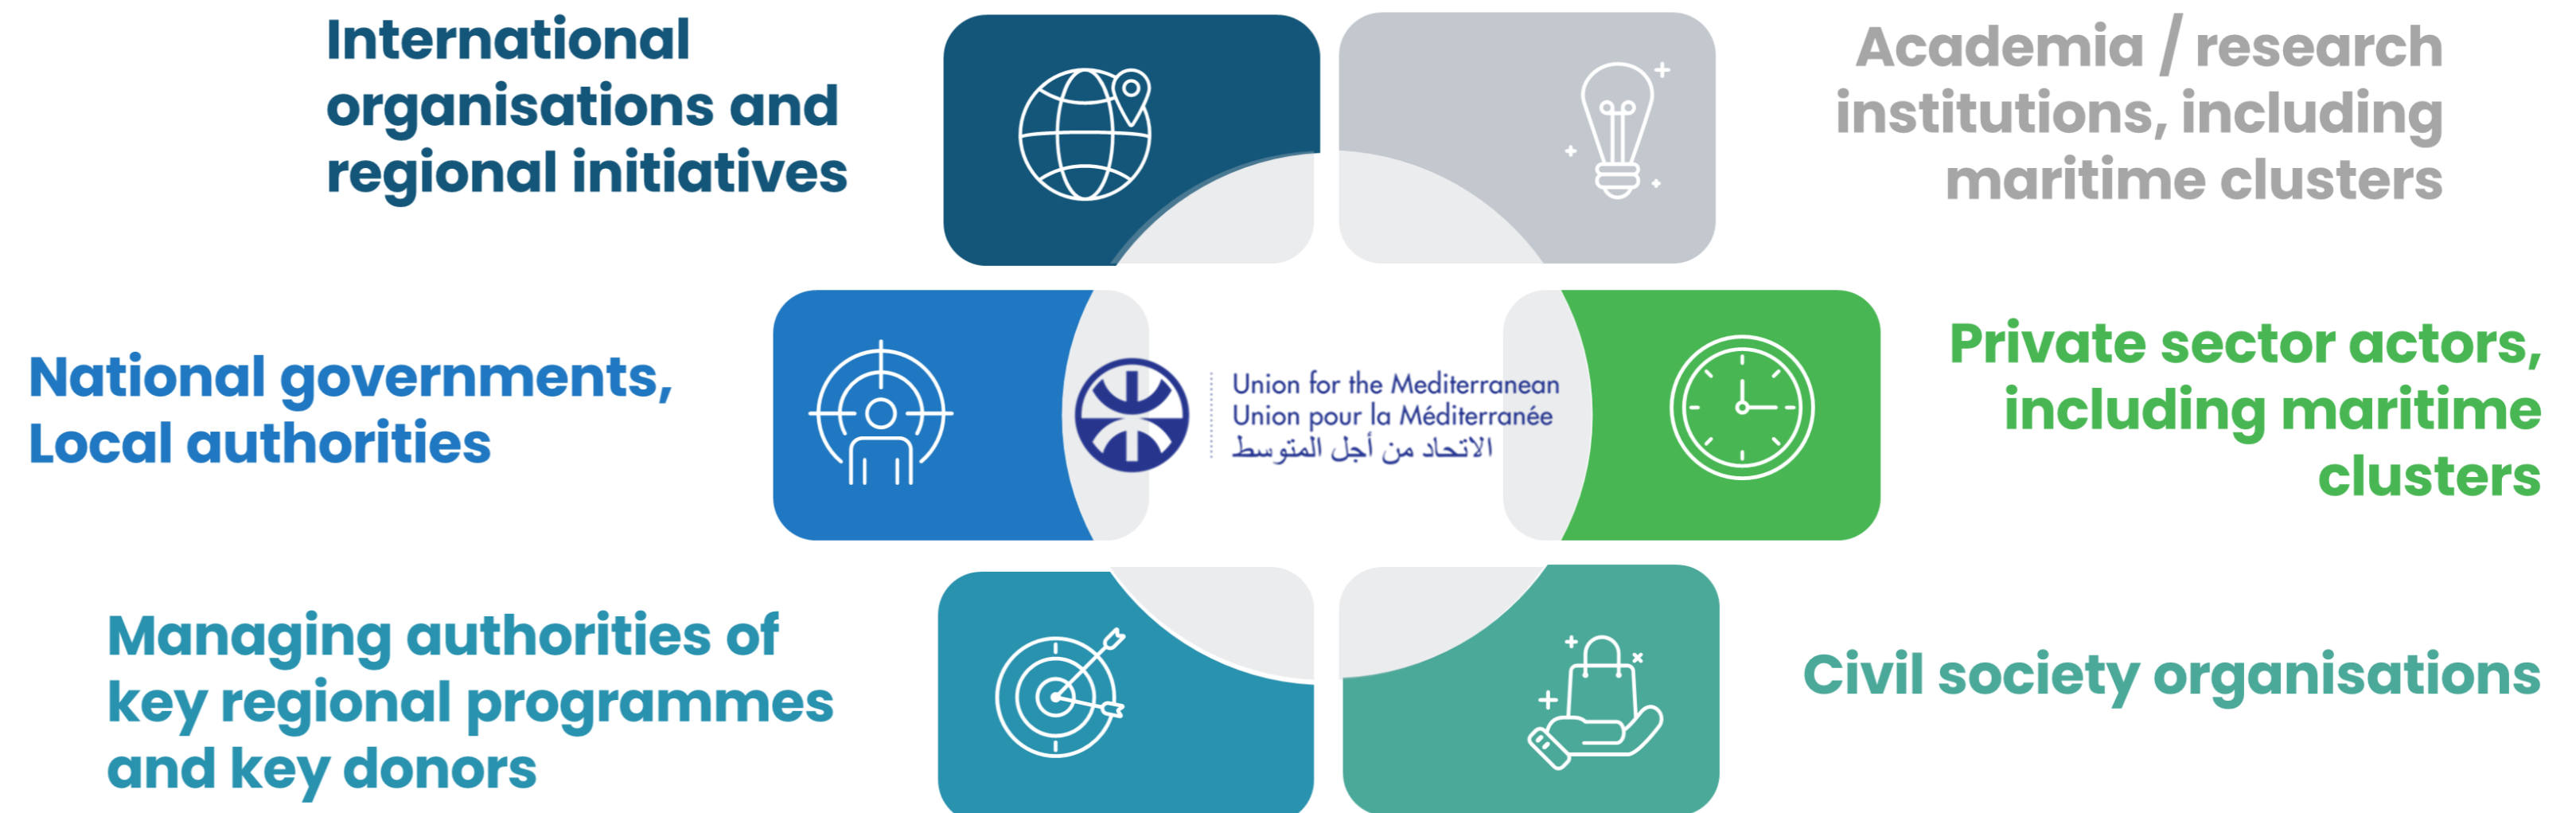 International
organisations and
regional initiatives
Academia / research
institutions, including
maritime clusters
National governments,
Local authorities
Union for the Mediterranean
Union pour la Méditerranée
الاتحاد من أجل المتوسط
Private sector actors,
including maritime
clusters
Managing authorities of
key regional programmes
and key donors
Civil society organisations